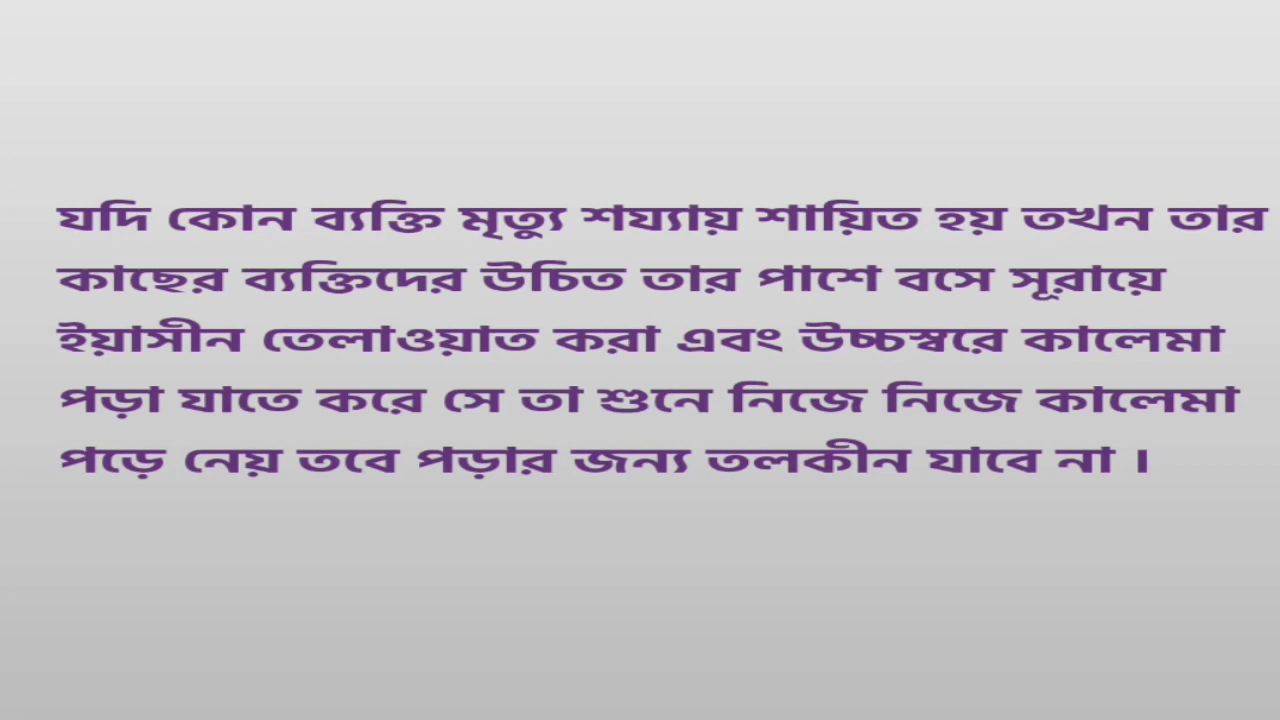 যদি কোন ব্যক্তি মৃত্যু শয্যায় শায়িত হয় তখন তার
কাছের ব্যক্তিদের উচিত তার পাশে বসে সূরায়ে
ইয়াসীন তেলাওয়াত করা এবং উচ্চস্বরে কালেমা
পড়া যাতে করে সে তা শুনে নিজে নিজে কালেমা
পড়ে নেয় তবে পড়ার জন্য তলকীন যাবে না ।